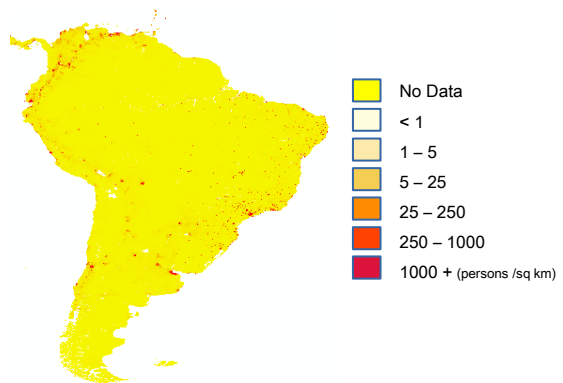 No Data
< 1
1 – 5
5 – 25
25 – 250
250 – 1000
1000 + (persons /sq km)